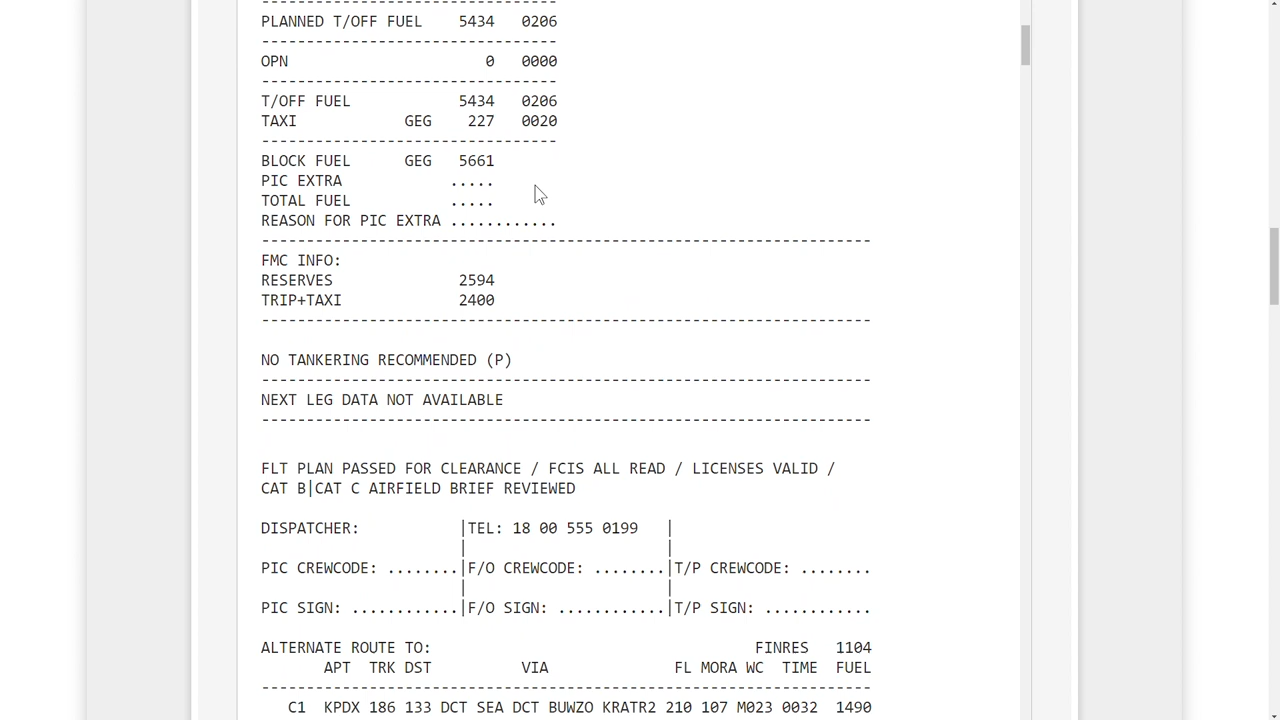 --------------------------------
PLANNED T/OFF FUEL 5434 0206
---------------------------------
OPN 0 0000
---------------------------------
T/OFF FUEL 5434 0206
TAXI GEG 227 0020
---------------------------------
BLOCK FUEL GEG 5661
PIC EXTRA .....
TOTAL FUEL .....
REASON FOR PIC EXTRA ............
--------------------------------------------------------------------
FMC INFO:
RESERVES 2594
TRIP+TAXI 2400
--------------------------------------------------------------------
NO TANKERING RECOMMENDED (P)
--------------------------------------------------------------------
NEXT LEG DATA NOT AVAILABLE
--------------------------------------------------------------------
FLT PLAN PASSED FOR CLEARANCE / FCIS ALL READ / LICENSES VALID /
CAT B|CAT C AIRFIELD BRIEF REVIEWED
DISPATCHER: |TEL: 18 00 555 0199 |
| |
PIC CREWCODE: ........|F/O CREWCODE: ........|T/P CREWCODE: ........
| |
PIC SIGN: ............|F/O SIGN: ............|T/P SIGN: ............
ALTERNATE ROUTE TO: FINRES 1104
APT TRK DST VIA FL MORA WC TIME FUEL
--------------------------------------------------------------------
C1 KPDX 186 133 DCT SEA DCT BUWZO KRATR2 210 107 M023 0032 1490